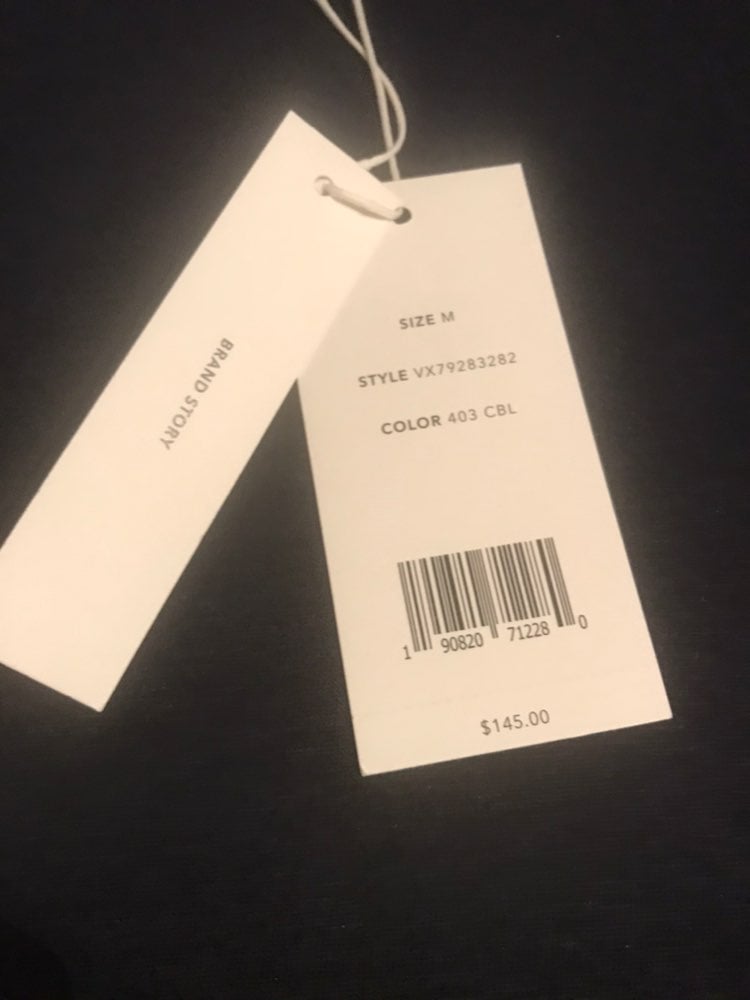 BRAND STORY
SIZE M
STYLE VX79283282
COLOR 403 CBL
1 90820 71228 0
$145.00